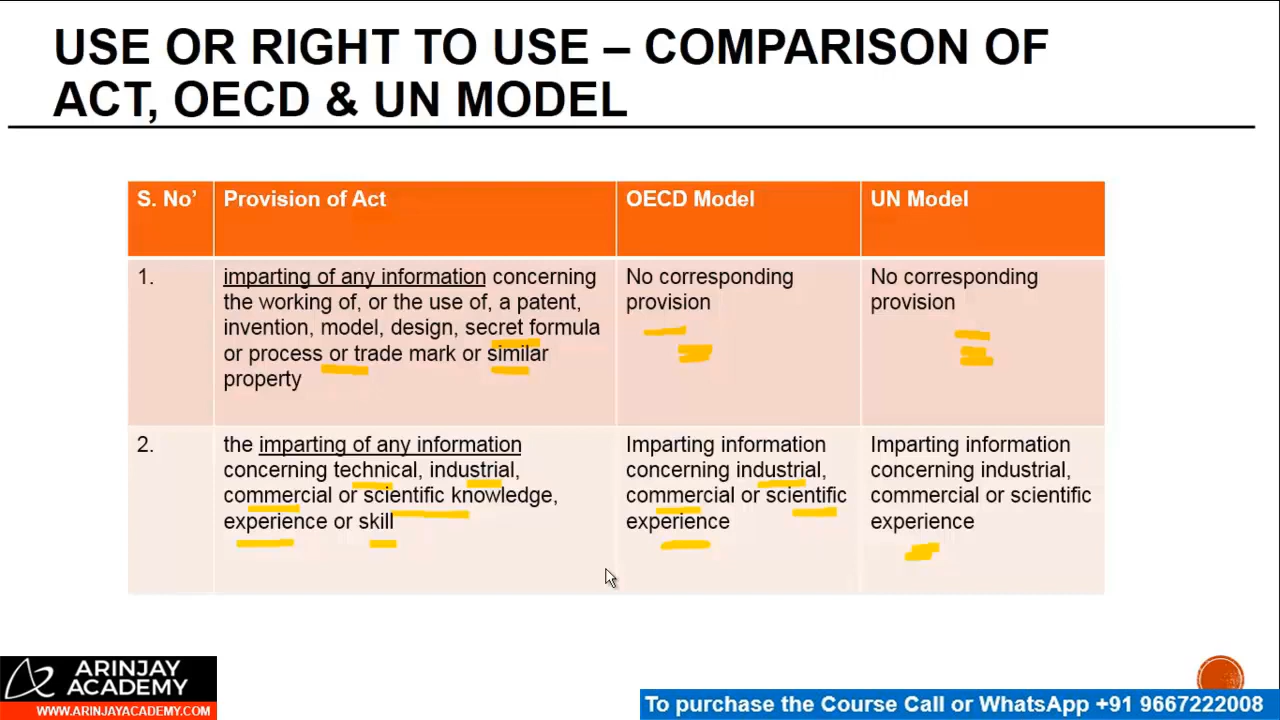 USE OR RIGHT TO USE – COMPARISON OF
ACT, OECD & UN MODEL
S. No’
Provision of Act
OECD Model
UN Model
1.
imparting of any information concerning
the working of, or the use of, a patent,
invention, model, design, secret formula
or process or trade mark or similar
property
No corresponding
provision
No corresponding
provision
2.
the imparting of any information
concerning technical, industrial,
commercial or scientific knowledge,
experience or skill
Imparting information
concerning industrial,
commercial or scientific
experience
Imparting information
concerning industrial,
commercial or scientific
experience
ARINJAY
ACADEMY
WWW.ARINJAYACADEMY.COM
To purchase the Course Call or WhatsApp +91 9667222008